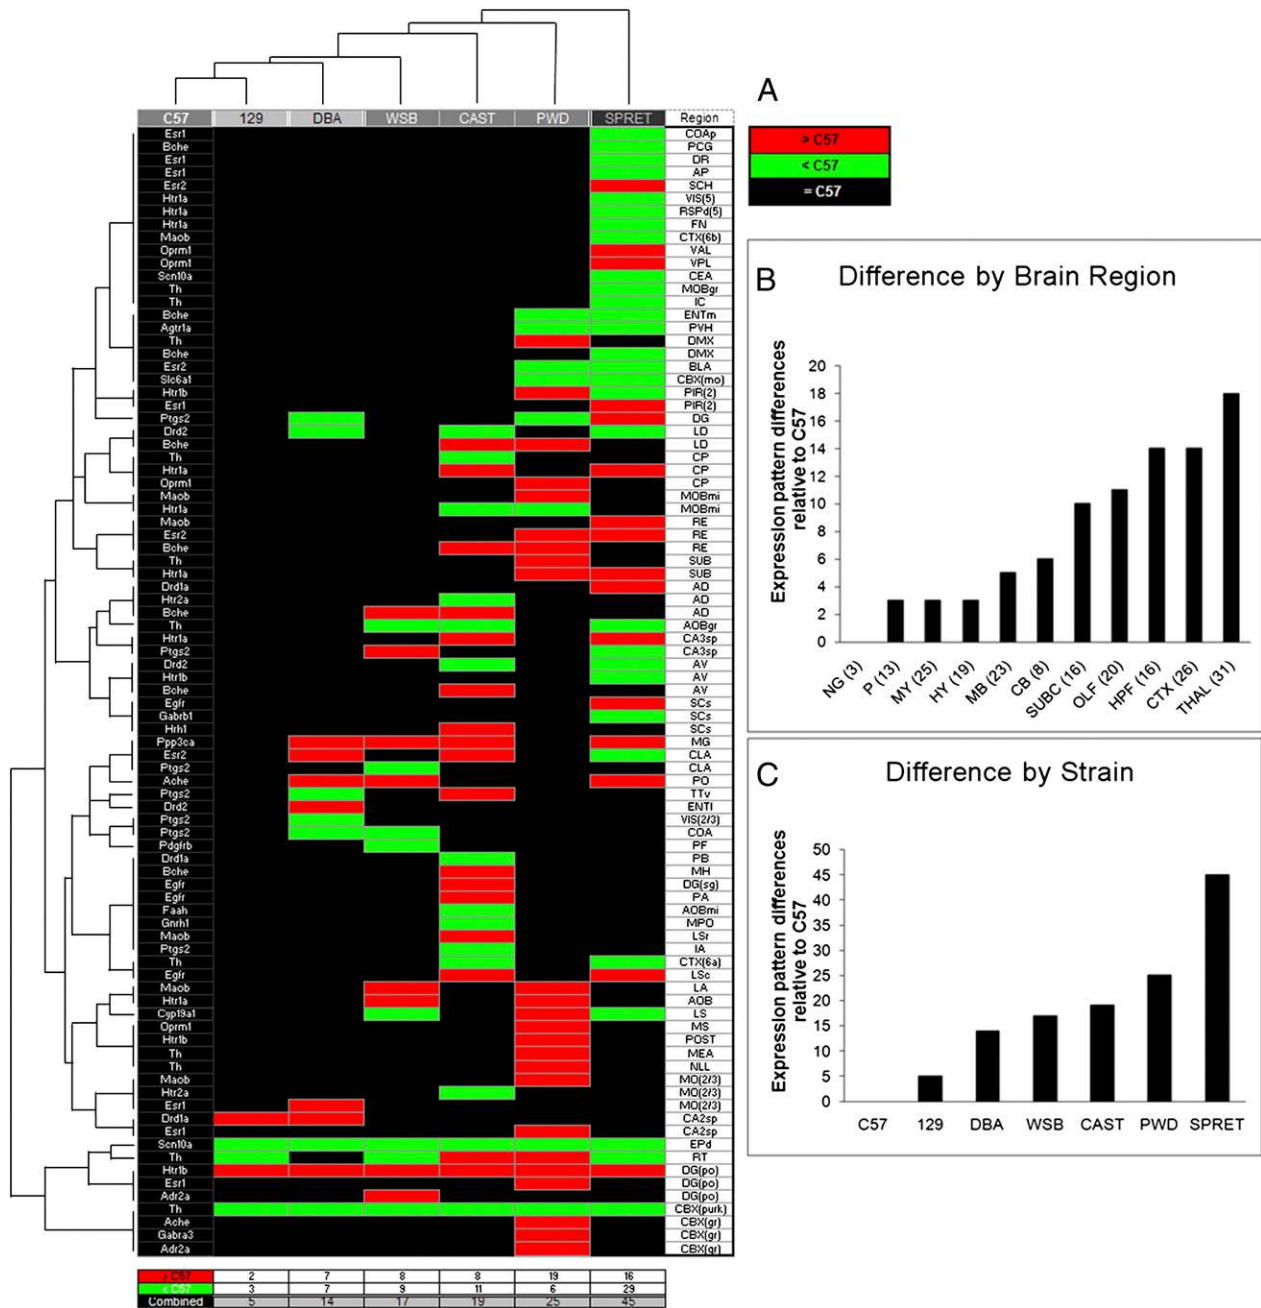 A
C57 129 DBA WSB CAST PWD SPRET Region
> C57
< C57
= C57
Esr1 COAp
Bche PCG
Esr1 DR
Esr1 AP
Esr2 SCH
Htr1a VIS(5)
Htr1a RSPd(5)
Htr1a FN
Maob CTX(6b)
Oprm1 VAL
Oprm1 VPL
Scn10a CEA
Th MOBgr
Th IC
Bche ENTm
Agtr1a PVH
Th DMX
Bche DMX
Esr2 BLA
Slc6a1 CBX(mo)
Htr1b PIR(2)
Esr1 PIR(2)
Ptgs2 DG
Drd2 LD
Bche LD
Th CP
Htr1a CP
Oprm1 CP
Maob MOBmi
Htr1a MOBmi
Maob RE
Esr2 RE
Bche RE
Th SUB
Htr1a SUB
Drd1a AD
Htr2a AD
Bche AD
Th AOBgr
Htr1a CA3sp
Ptgs2 CA3sp
Drd2 AV
Htr1b AV
Bche AV
Egfr SCs
Gabrb1 SCs
Hrh1 SCs
Ppp3ca MG
Esr2 CLA
Ptgs2 CLA
Ache PO
Ptgs2 TTv
Drd2 ENTl
Ptgs2 VIS(2/3)
Ptgs2 COA
Pdgfrb PF
Drd1a PB
Bche MH
Egfr DG(sg)
Egfr PA
Faah AOBmi
Gnrh1 MPO
Maob LSr
Ptgs2 IA
Th CTX(6a)
Egfr LSc
Maob LA
Htr1a AOB
Cyp19a1 LS
Oprm1 MS
Htr1b POST
Th MEA
Th NLL
Maob MO(2/3)
Htr2a MO(2/3)
Esr1 MO(2/3)
Drd1a CA2sp
Esr1 CA2sp
Scn10a EPd
Th RT
Htr1b DG(po)
Esr1 DG(po)
Adr2a DG(po)
Th CBX(purk)
Ache CBX(gr)
Gabra3 CBX(gr)
Adr2a CBX(gr)
> C57 2 7 8 8 19 16
< C57 3 7 9 11 6 29
Combined 5 14 17 19 25 45
B
Difference by Brain Region
Expression pattern differences
relative to C57
20
18
16
14
12
10
8
6
4
2
0
NG (3) P (13) MY (25) HY (19) MB (23) CB (8) SUBC (16) OLF (20) HPF (16) CTX (26) THAL (31)
C
Difference by Strain
Expression pattern differences
relative to C57
50
45
40
35
30
25
20
15
10
5
0
C57 129 DBA WSB CAST PWD SPRET